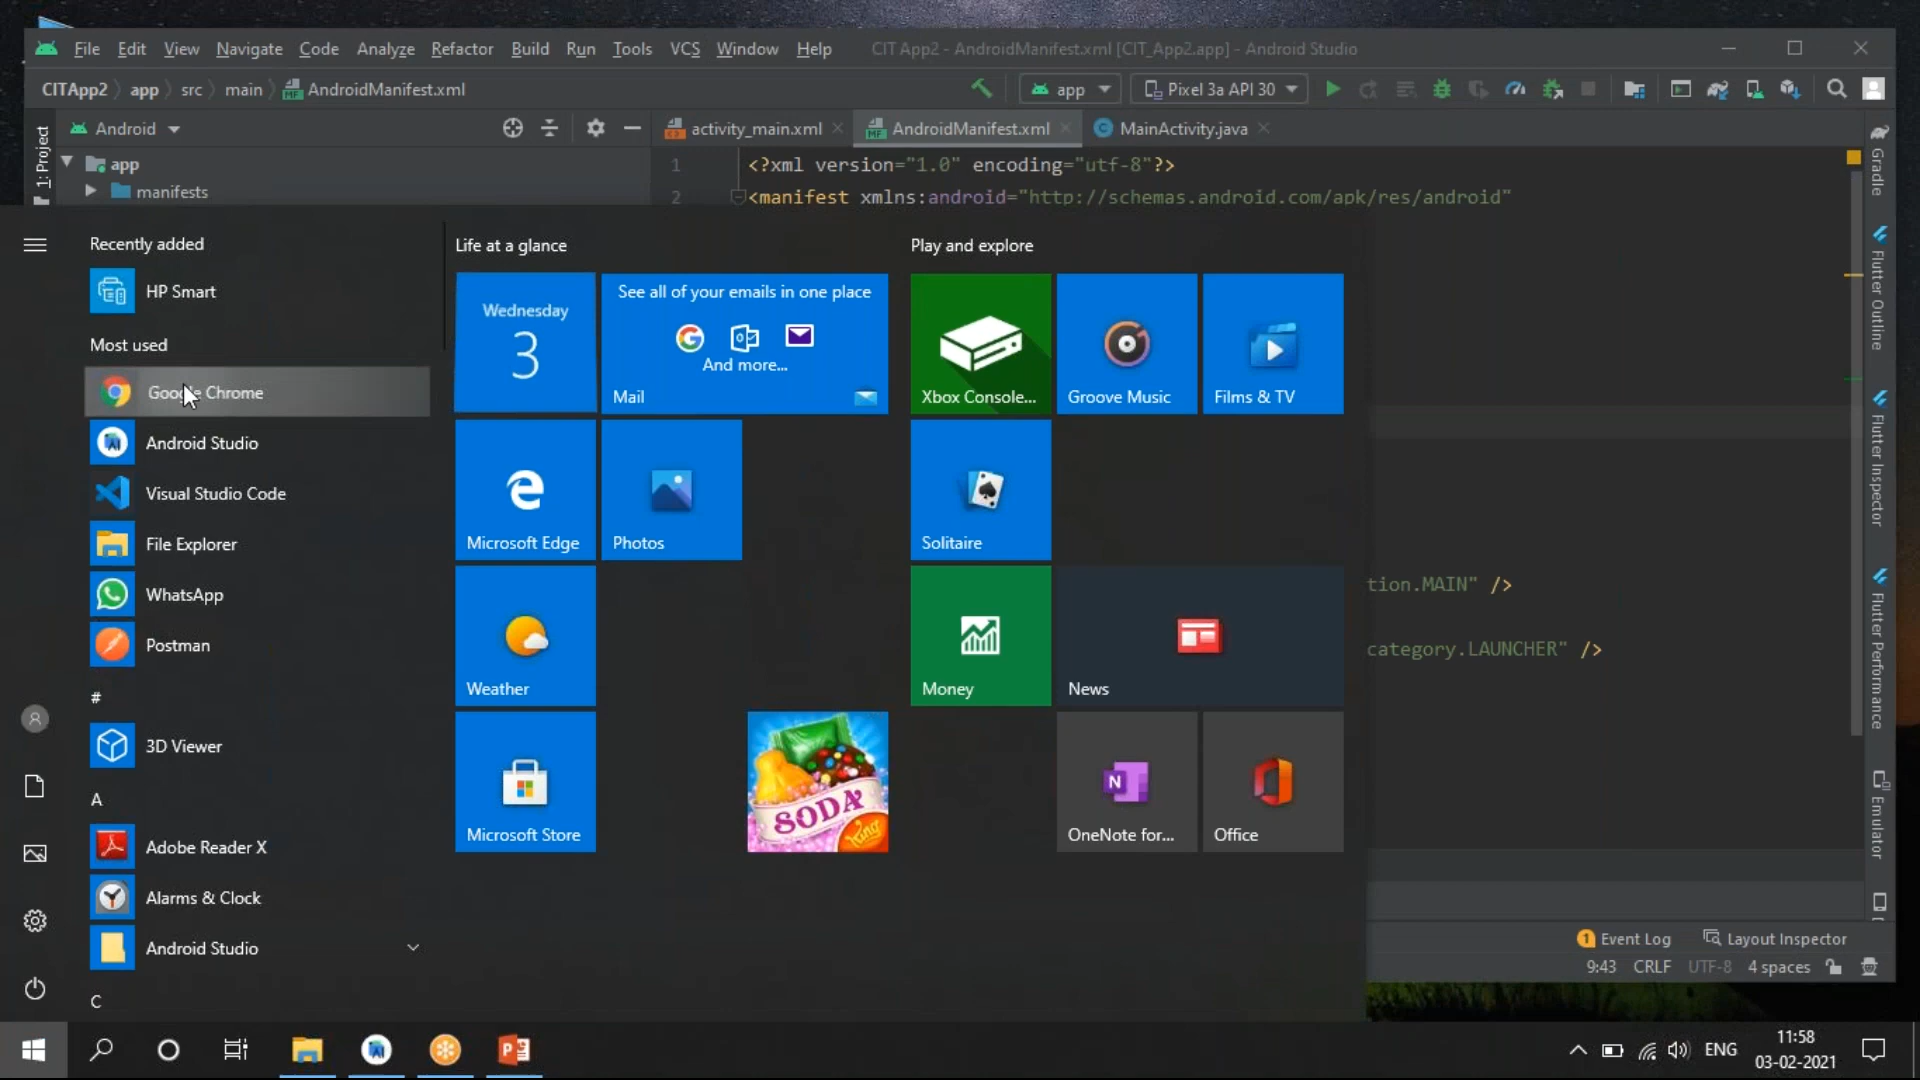 File Edit View Navigate Code Analyze Refactor Build Run Tools VCS Window Help CIT App2 - AndroidManifest.xml [CIT_App2.app] - Android Studio
CITApp2 app src main AndroidManifest.xml app Pixel 3a API 30
Android activity_main.xml AndroidManifest.xml MainActivity.java
1: Project
app
manifests
1 <?xml version="1.0" encoding="utf-8"?>
2 <manifest xmlns:android="http://schemas.android.com/apk/res/android"
Recently added
HP Smart
Most used
Google Chrome
Android Studio
Visual Studio Code
File Explorer
WhatsApp
Postman
#
3D Viewer
A
Adobe Reader X
Alarms & Clock
Android Studio
C
Life at a glance
Wednesday
3
See all of your emails in one place
And more...
Mail
Microsoft Edge
Photos
Weather
Microsoft Store
SODA
King
Play and explore
Xbox Console...
Groove Music
Films & TV
Solitaire
Money
News
OneNote for...
Office
tion.MAIN" />
category.LAUNCHER" />
Gradle
Flutter Outline
Flutter Inspector
Flutter Performance
Emulator
1 Event Log Layout Inspector
9:43 CRLF UTF-8 4 spaces
ENG
11:58
03-02-2021